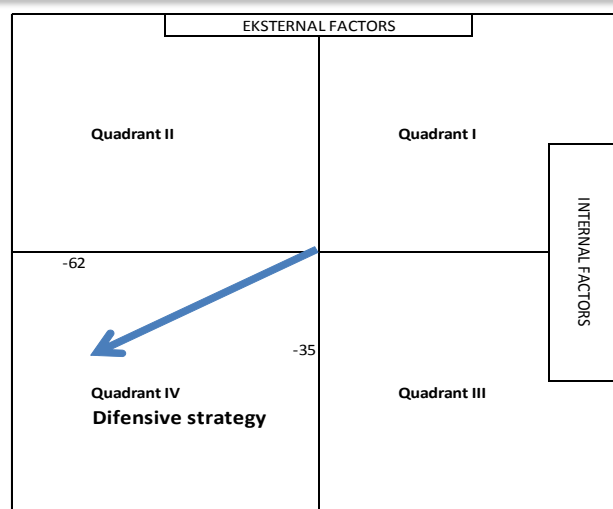 EKSTERNAL FACTORS
Quadrant II
Quadrant I
INTERNAL FACTORS
-62
-35
Quadrant IV
Difensive strategy
Quadrant III